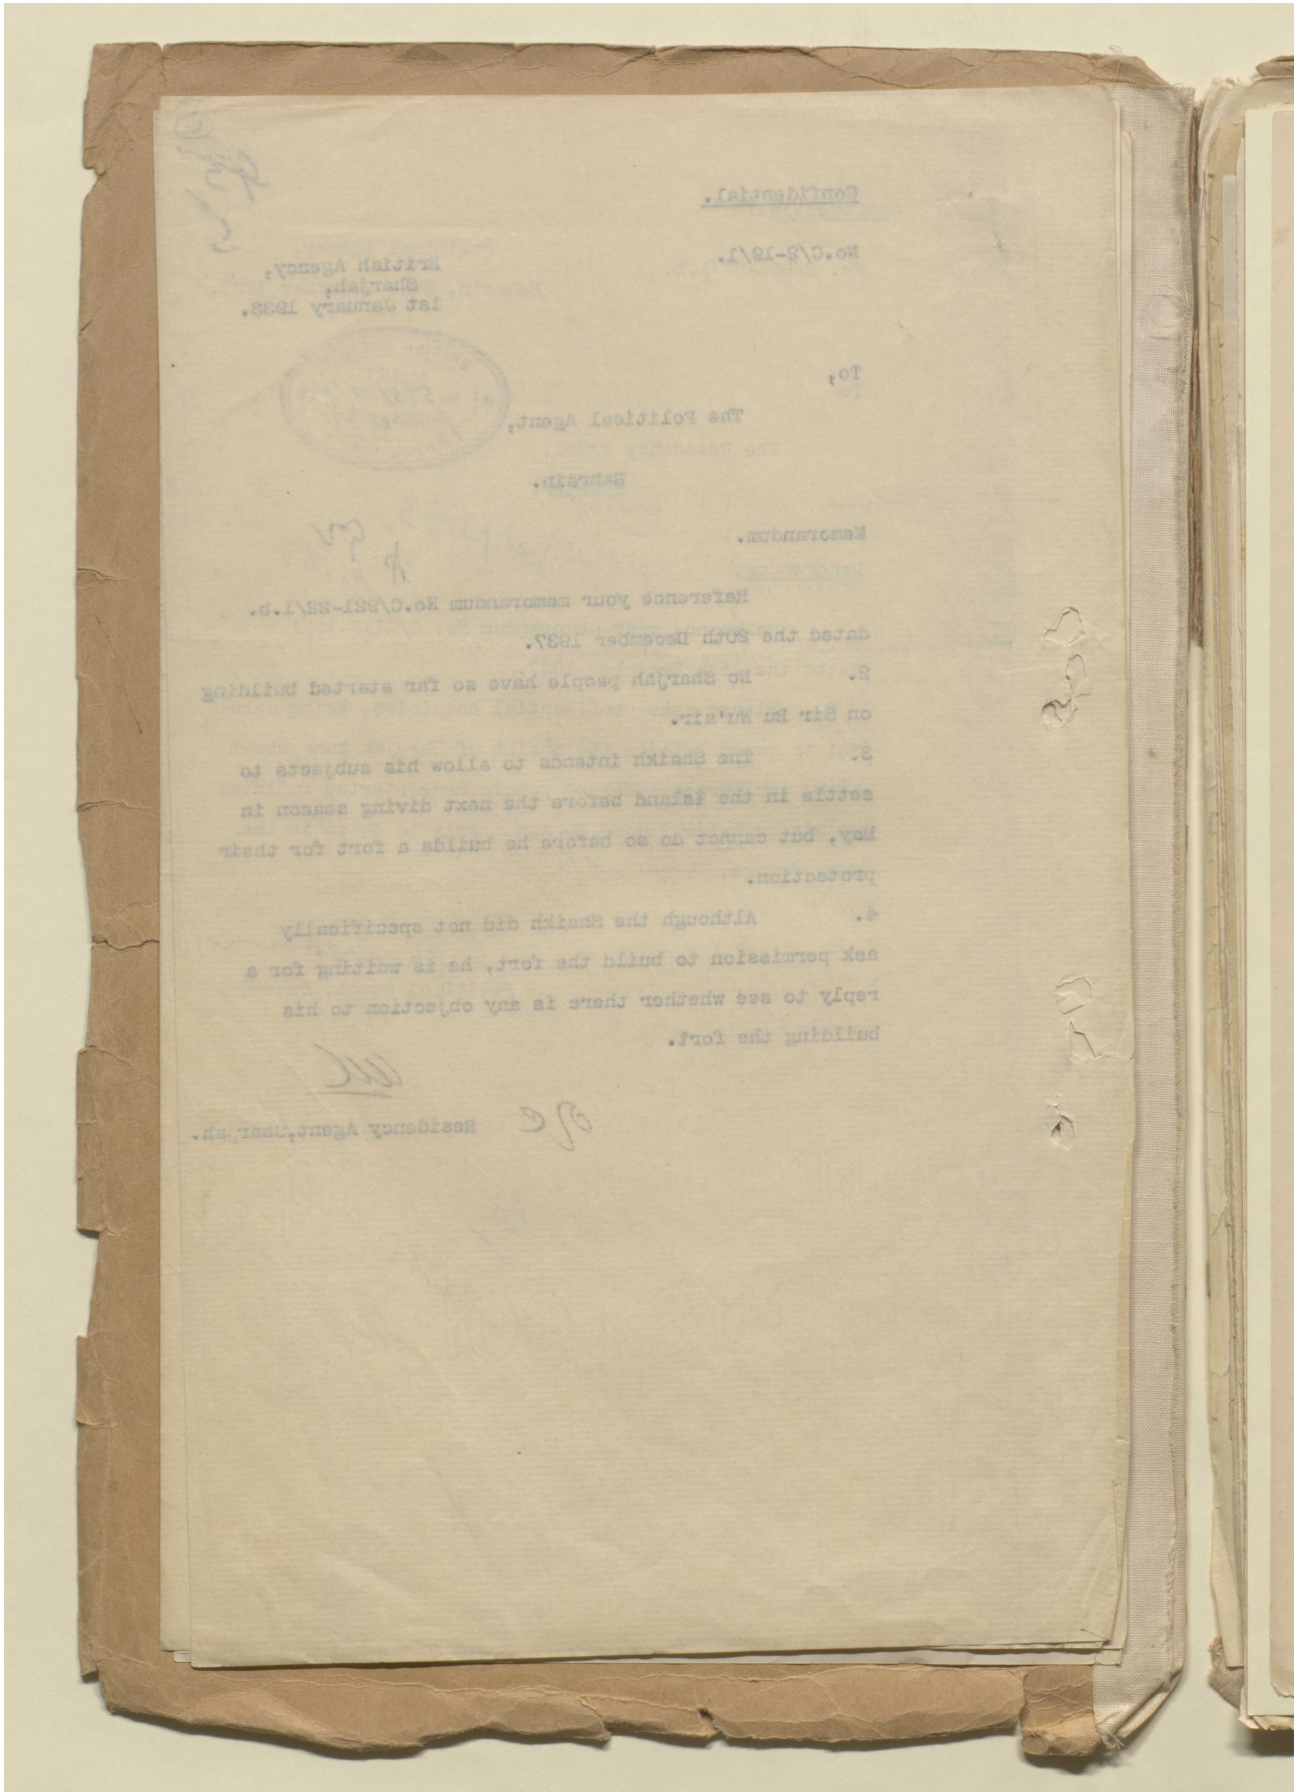 Confidential.
No.C/2-19/1.
British Agency,
Sharjah,
1st January 1938.
To,
The Political Agent,
Bahrain.
Memorandum.
Reference your memorandum No.C/921-22/1.b.
dated the 20th December 1937.
2. No Sharjah people have so far started building
on Sir Bu Nu'air.
3. The Shaikh intends to allow his subjects to
settle in the island before the next diving season in
May, but cannot do so before he builds a fort for their
protection.
4. Although the Shaikh did not specifically
ask permission to build the fort, he is waiting for a
reply to see whether there is any objection to his
building the fort.
Residency Agent,Sharjah.